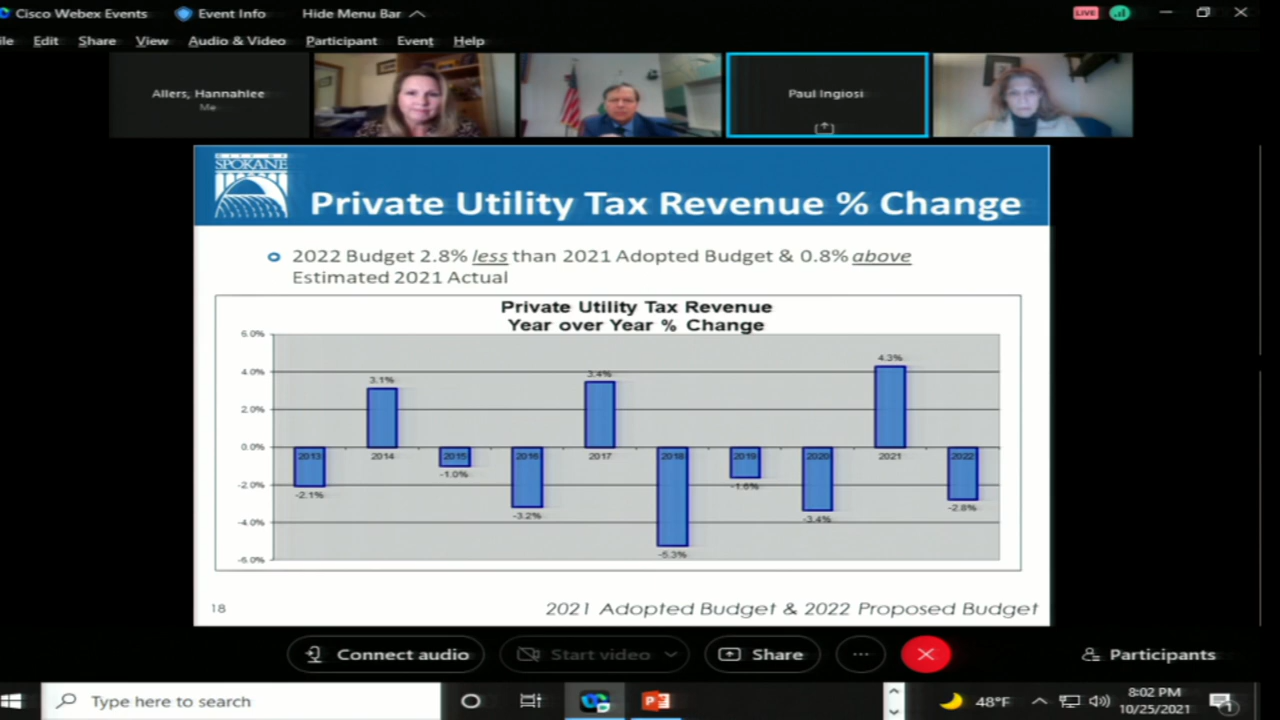 Cisco Webex Events Event Info Hide Menu Bar LIVE
ile Edit Share View Audio & Video Participant Event Help
Allers, Hannahlee
Me
Paul Ingiosi
CITY OF
SPOKANE
Private Utility Tax Revenue % Change
2022 Budget 2.8% less than 2021 Adopted Budget & 0.8% above
Estimated 2021 Actual
Private Utility Tax Revenue
Year over Year % Change
6.0%
4.0%
2.0%
0.0%
-2.0%
-4.0%
-6.0%
2013 2014 2015 2016 2017 2018 2019 2020 2021 2022
-2.1% 3.1% -1.0% -3.2% 3.4% -5.3% -1.6% -3.4% 4.3% -2.8%
18 2021 Adopted Budget & 2022 Proposed Budget
Connect audio Start video Share Participants
Type here to search 48°F 8:02 PM
10/25/2021 1